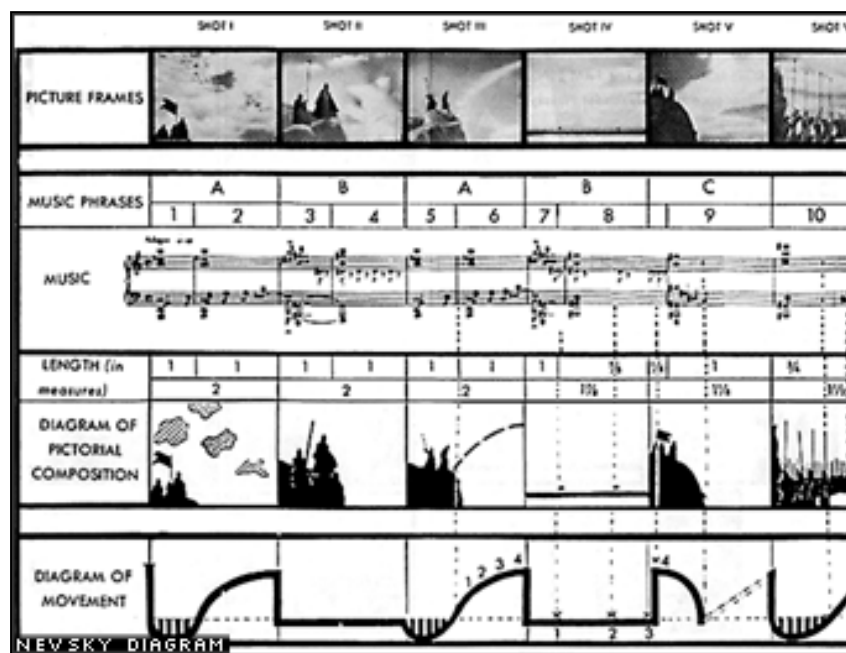 SHOT I SHOT II SHOT III SHOT IV SHOT V SHOT
PICTURE FRAMES
MUSIC PHRASES
A B A B C
1 2 3 4 5 6 7 8 9 10
MUSIC
LENGTH (in measures)
1 1 1 1 1 1 1 1
2 2 2
DIAGRAM OF
PICTORIAL
COMPOSITION
DIAGRAM OF
MOVEMENT
1 2 3 4
4
1 2 3
NEVSKY DIAGRAM